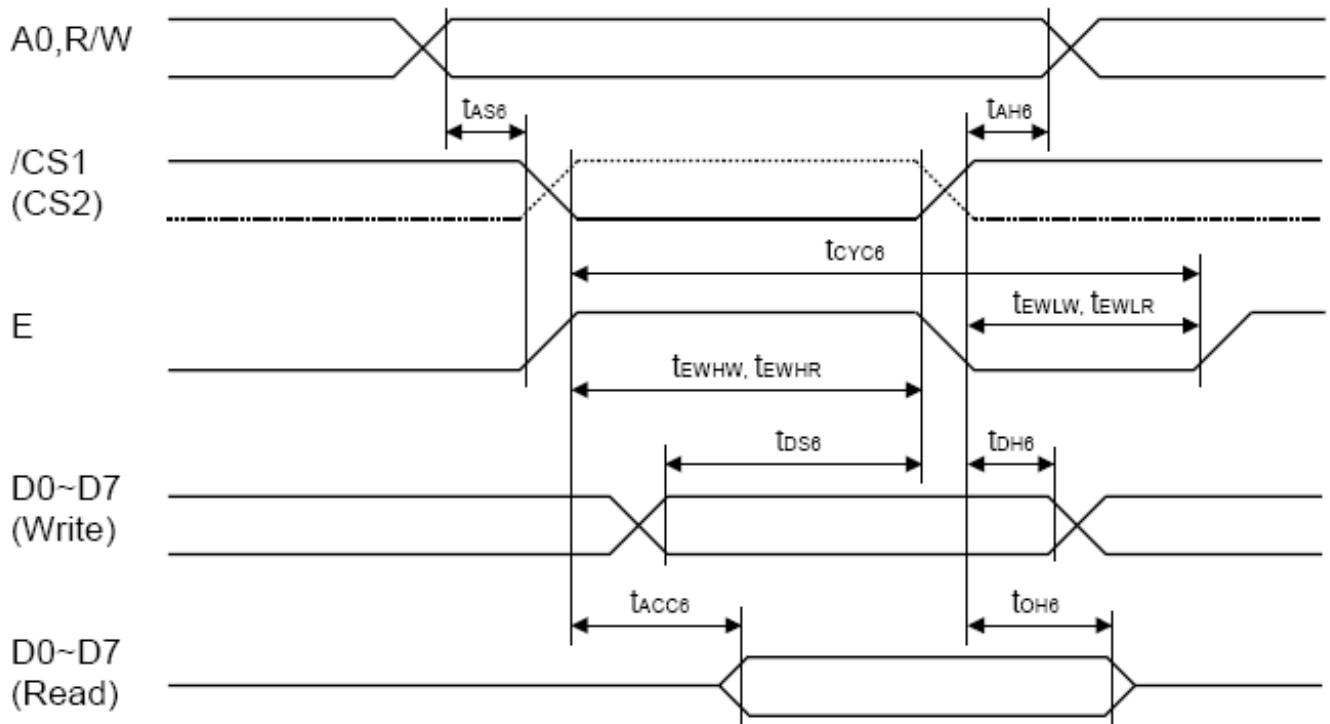 A0,R/W
tAS6
tAH6
/CS1
(CS2)
tCYC6
E
tEWLW, tEWLR
tEWHW, tEWHR
tDS6
tDH6
D0~D7
(Write)
tACC6
tOH6
D0~D7
(Read)